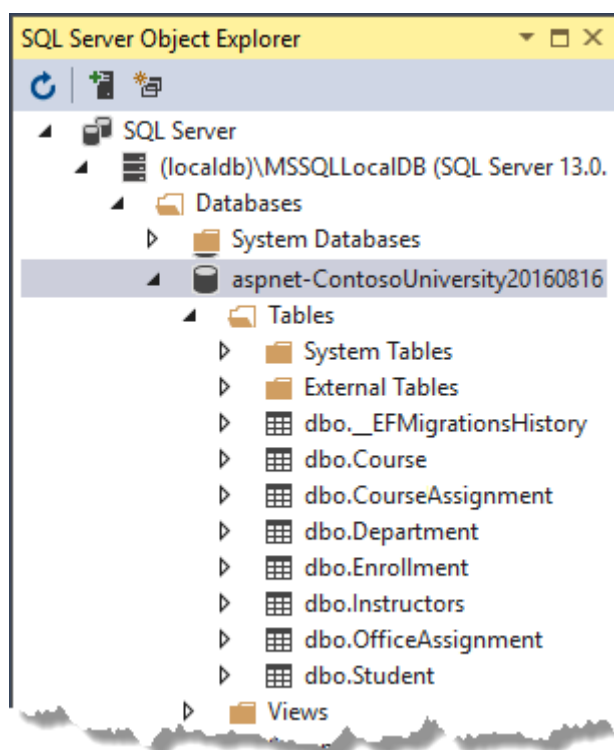 SQL Server Object Explorer
SQL Server
(localdb)\MSSQLLocalDB (SQL Server 13.0.
Databases
System Databases
aspnet-ContosoUniversity20160816
Tables
System Tables
External Tables
dbo.__EFMigrationsHistory
dbo.Course
dbo.CourseAssignment
dbo.Department
dbo.Enrollment
dbo.Instructors
dbo.OfficeAssignment
dbo.Student
Views